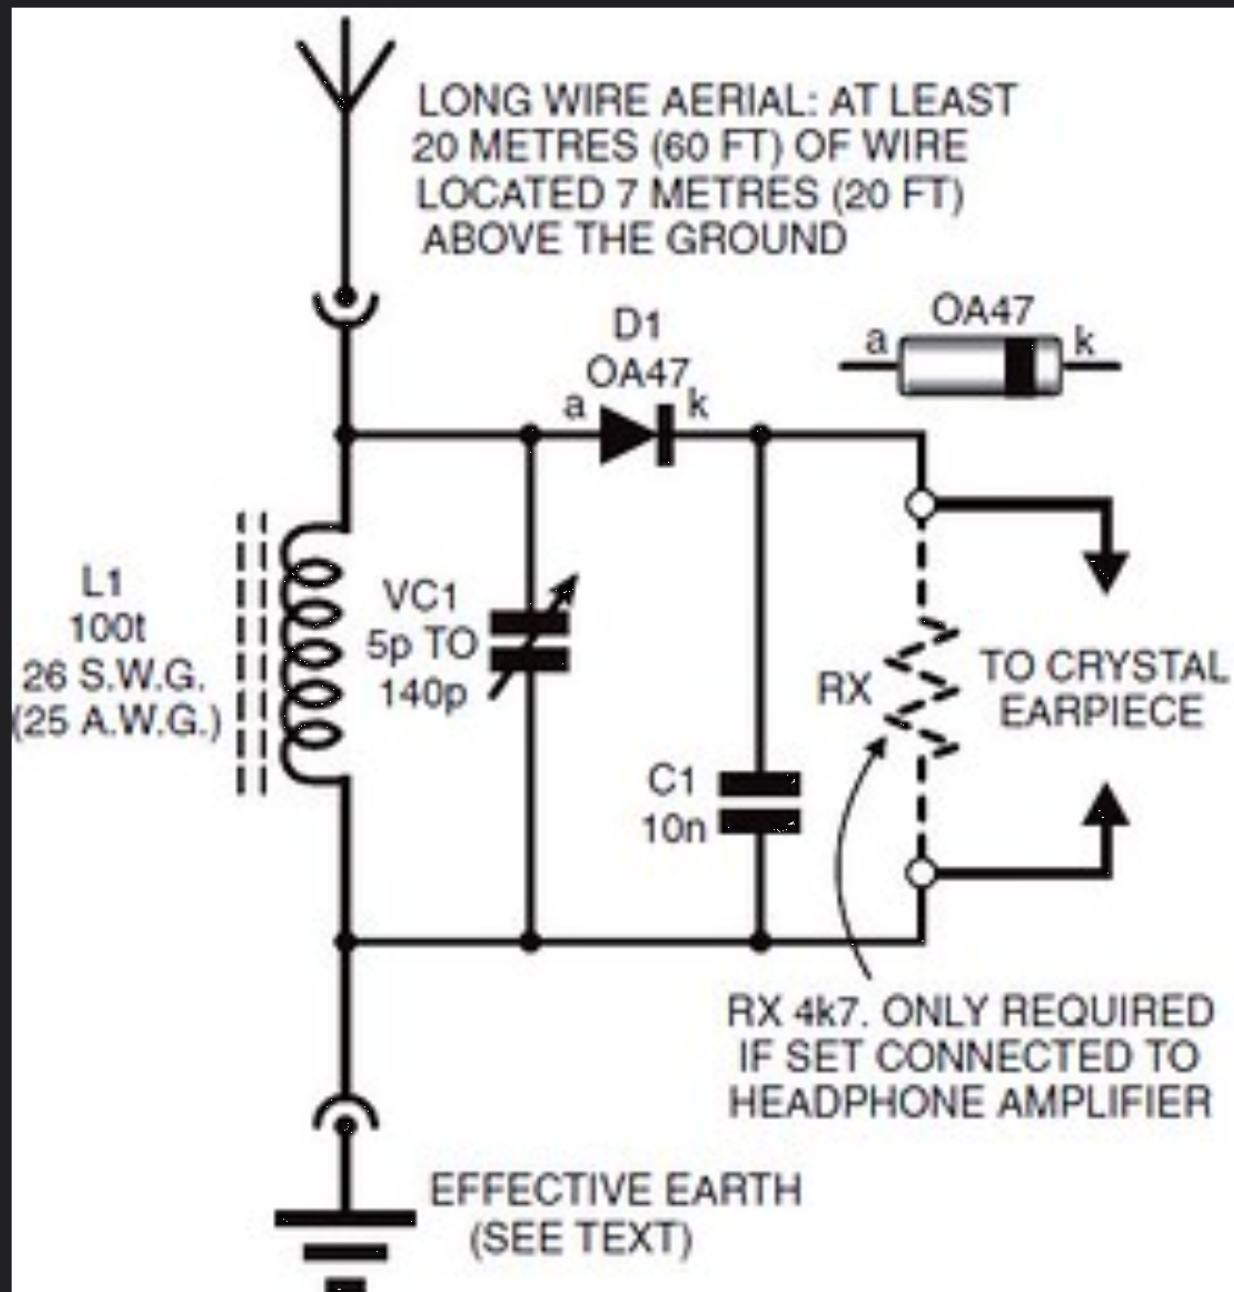 LONG WIRE AERIAL: AT LEAST
20 METRES (60 FT) OF WIRE
LOCATED 7 METRES (20 FT)
ABOVE THE GROUND
D1
OA47
a
k
OA47
a
k
L1
100t
26 S.W.G.
(25 A.W.G.)
VC1
5p TO
140p
C1
10n
RX
TO CRYSTAL
EARPIECE
RX 4k7. ONLY REQUIRED
IF SET CONNECTED TO
HEADPHONE AMPLIFIER
EFFECTIVE EARTH
(SEE TEXT)